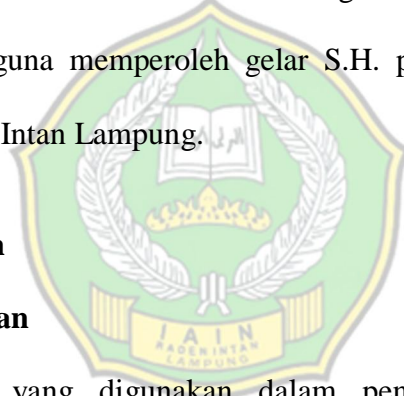 guna memperoleh gelar S.H. p
Intan Lampung.
n
an
I A I N
RADEN INTAN
LAMPUNG
yang digunakan dalam pen